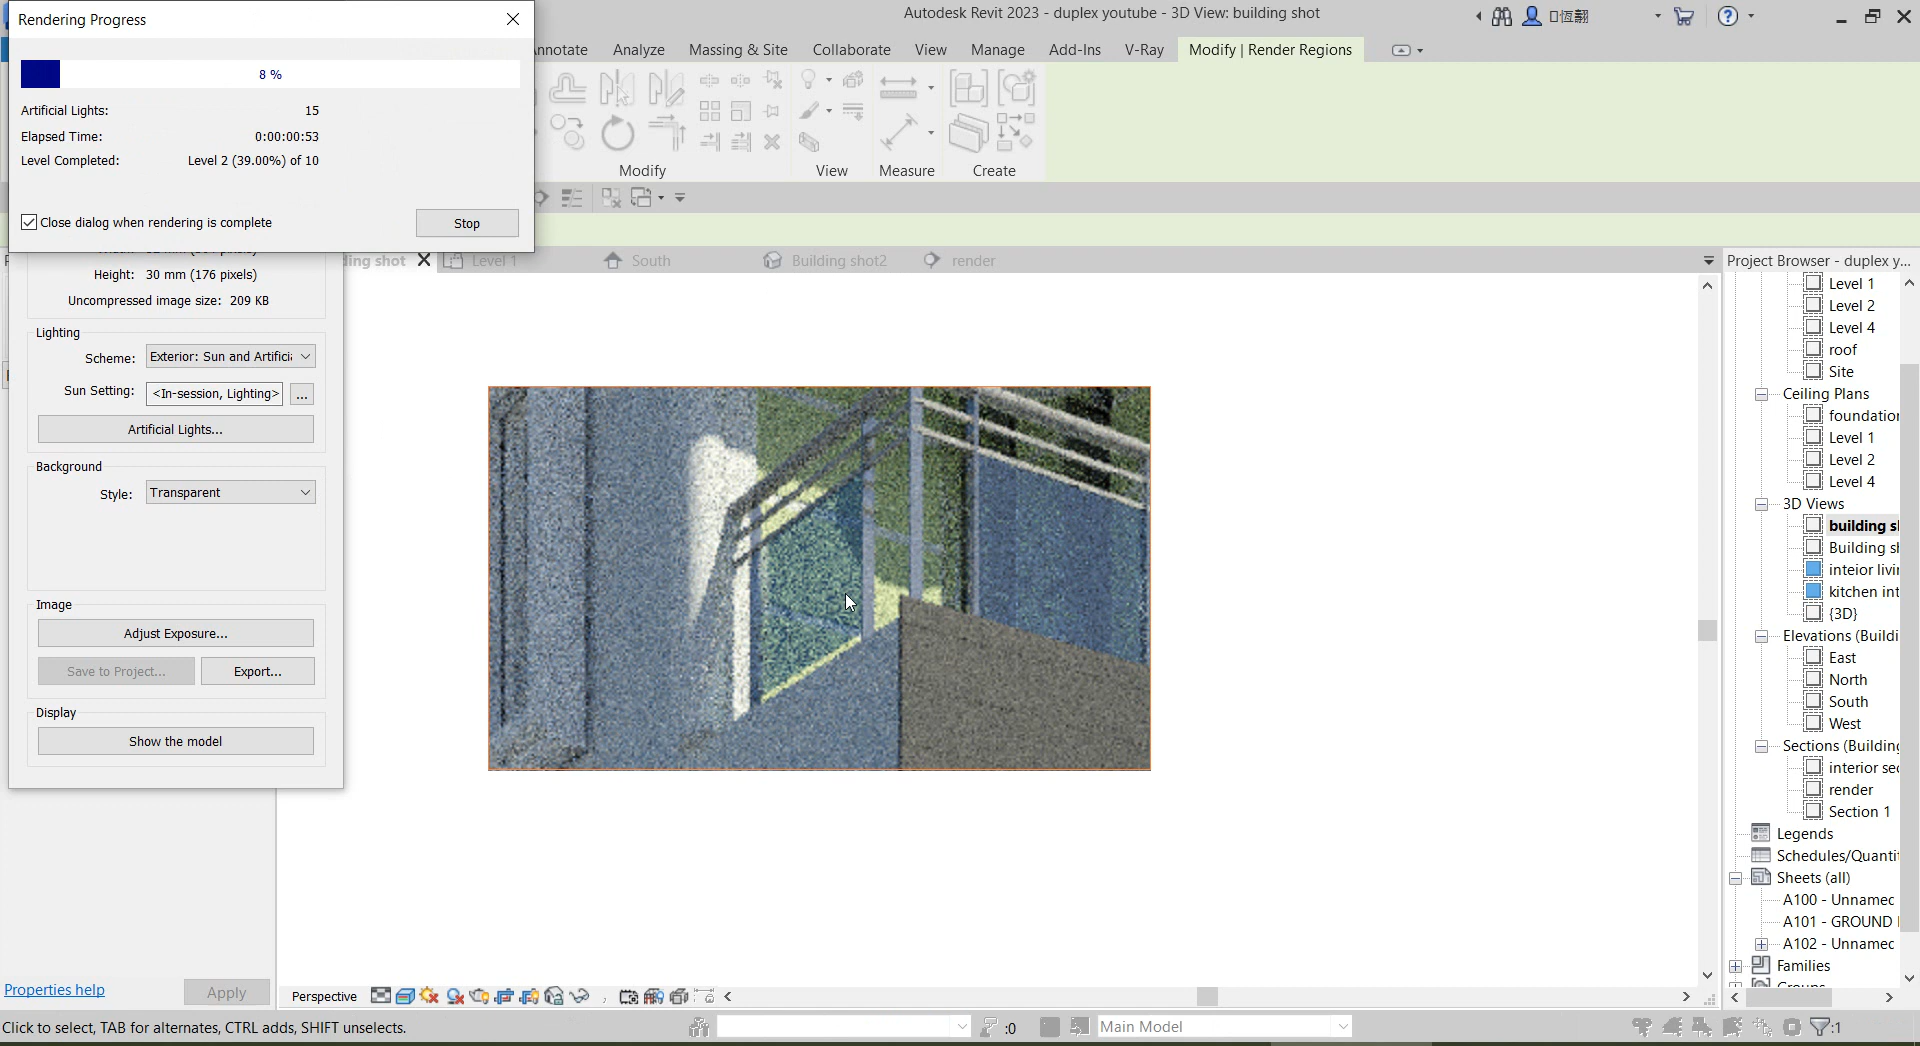 Rendering Progress
Autodesk Revit 2023 - duplex youtube - 3D View: building shot
8 %
Artificial Lights: 15
Elapsed Time: 0:00:00:53
Level Completed: Level 2 (39.00%) of 10
Close dialog when rendering is complete
Stop
nnotate Analyze Massing & Site Collaborate View Manage Add-Ins V-Ray Modify | Render Regions
Modify View Measure Create
ing shot Level 1 South Building shot2 render
Height: 30 mm (176 pixels)
Uncompressed image size: 209 KB
Lighting
Scheme: Exterior: Sun and Artificia
Sun Setting: <In-session, Lighting> ...
Artificial Lights...
Background
Style: Transparent
Image
Adjust Exposure...
Save to Project... Export...
Display
Show the model
Properties help Apply
Perspective
Click to select, TAB for alternates, CTRL adds, SHIFT unselects.
:0
Main Model
:1
Project Browser - duplex y...
Level 1
Level 2
Level 4
roof
Site
Ceiling Plans
foundation
Level 1
Level 2
Level 4
3D Views
building s
Building sh
inteior livi
kitchen int
{3D}
Elevations (Buildi
East
North
South
West
Sections (Building
interior sec
render
Section 1
Legends
Schedules/Quantit
Sheets (all)
A100 - Unnamed
A101 - GROUND
A102 - Unnamed
Families